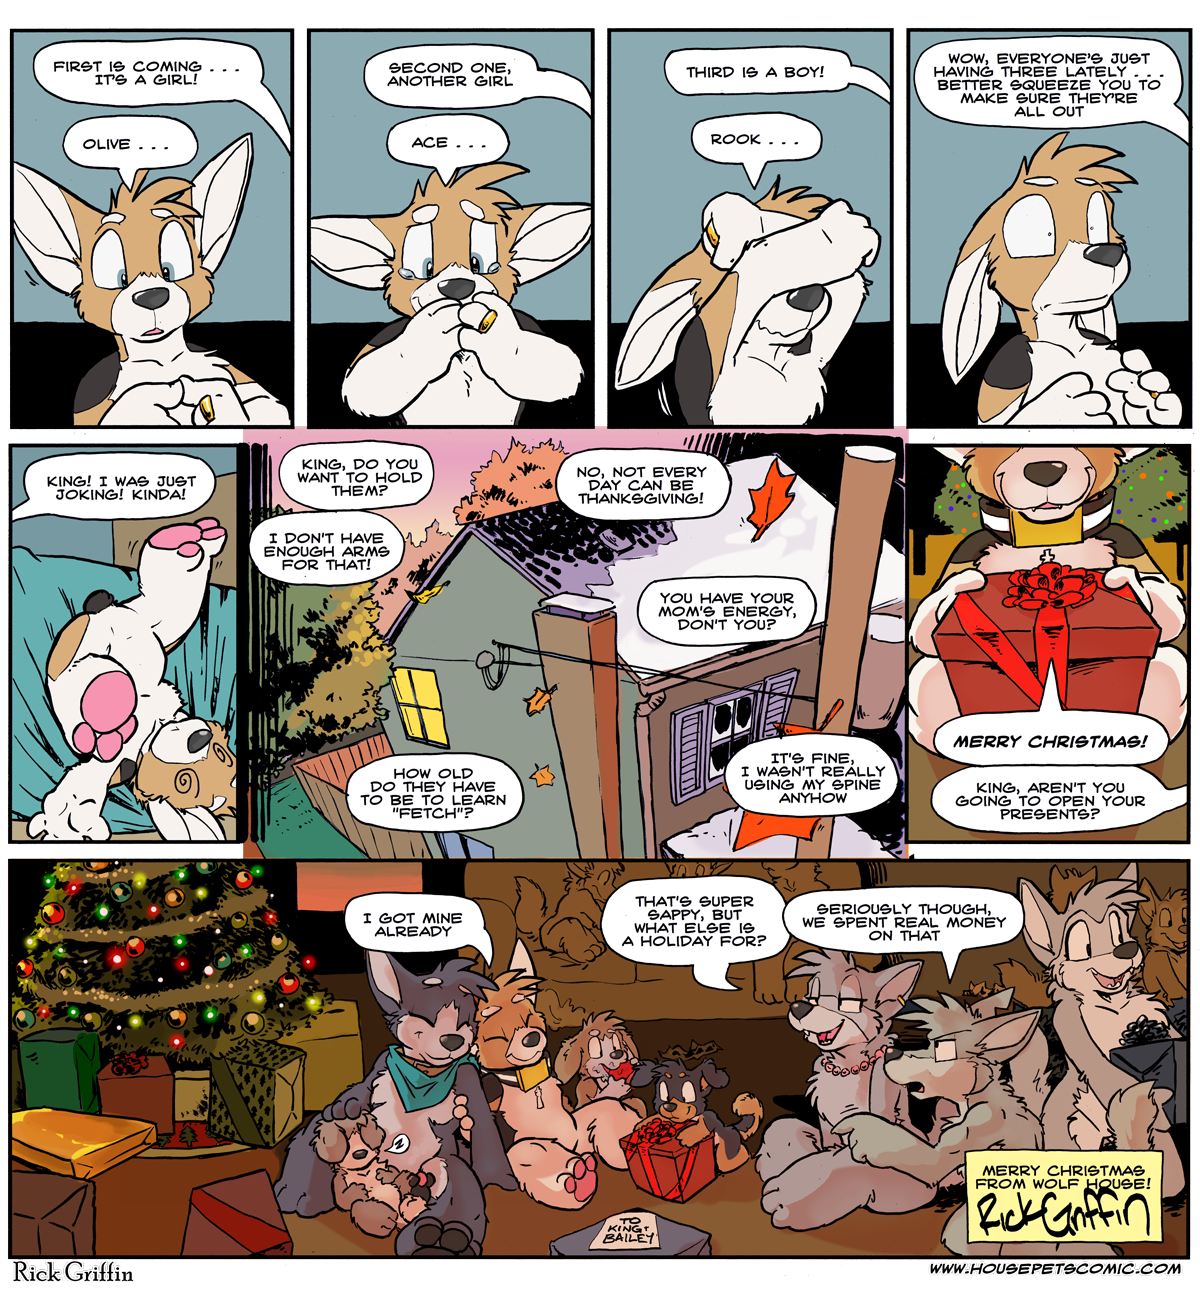 FIRST IS COMING . . .
IT'S A GIRL!
OLIVE . . .
SECOND ONE,
ANOTHER GIRL
ACE . . .
THIRD IS A BOY!
ROOK . . .
WOW, EVERYONE'S JUST
HAVING THREE LATELY . . .
BETTER SQUEEZE YOU TO
MAKE SURE THEY'RE
ALL OUT
KING! I WAS JUST
JOKING! KINDA!
KING, DO YOU
WANT TO HOLD
THEM?
I DON'T HAVE
ENOUGH ARMS
FOR THAT!
NO, NOT EVERY
DAY CAN BE
THANKSGIVING!
YOU HAVE YOUR
MOM'S ENERGY,
DON'T YOU?
HOW OLD
DO THEY HAVE
TO BE TO LEARN
"FETCH"?
IT'S FINE,
I WASN'T REALLY
USING MY SPINE
ANYHOW
MERRY CHRISTMAS!
KING, AREN'T YOU
GOING TO OPEN YOUR
PRESENTS?
I GOT MINE
ALREADY
THAT'S SUPER
SAPPY, BUT
WHAT ELSE IS
A HOLIDAY FOR?
SERIOUSLY THOUGH,
WE SPENT REAL MONEY
ON THAT
TO
KING +
BAILEY
MERRY CHRISTMAS
FROM WOLF HOUSE!
Rick Griffin
Rick Griffin
WWW.HOUSEPETSCOMIC.COM